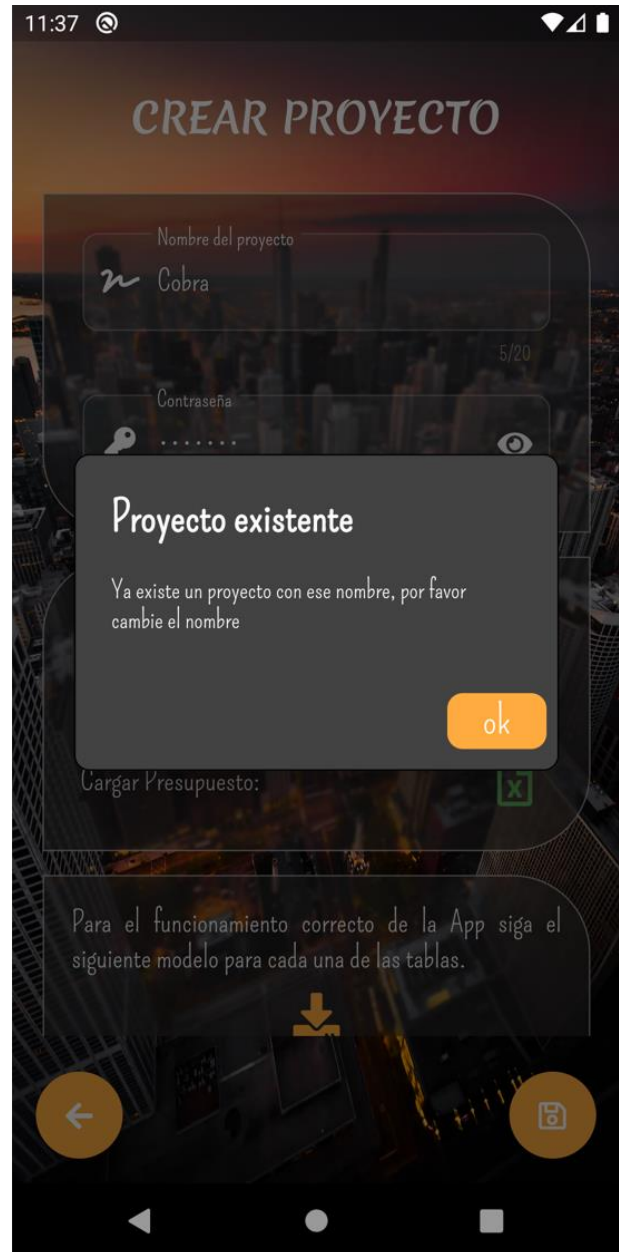 11:37
CREAR PROYECTO
Nombre del proyecto
Cobra
5/20
Contraseña
.......
Proyecto existente
Ya existe un proyecto con ese nombre, por favor
cambie el nombre
ok
Cargar Presupuesto:
Para el funcionamiento correcto de la App siga el
siguiente modelo para cada una de las tablas.